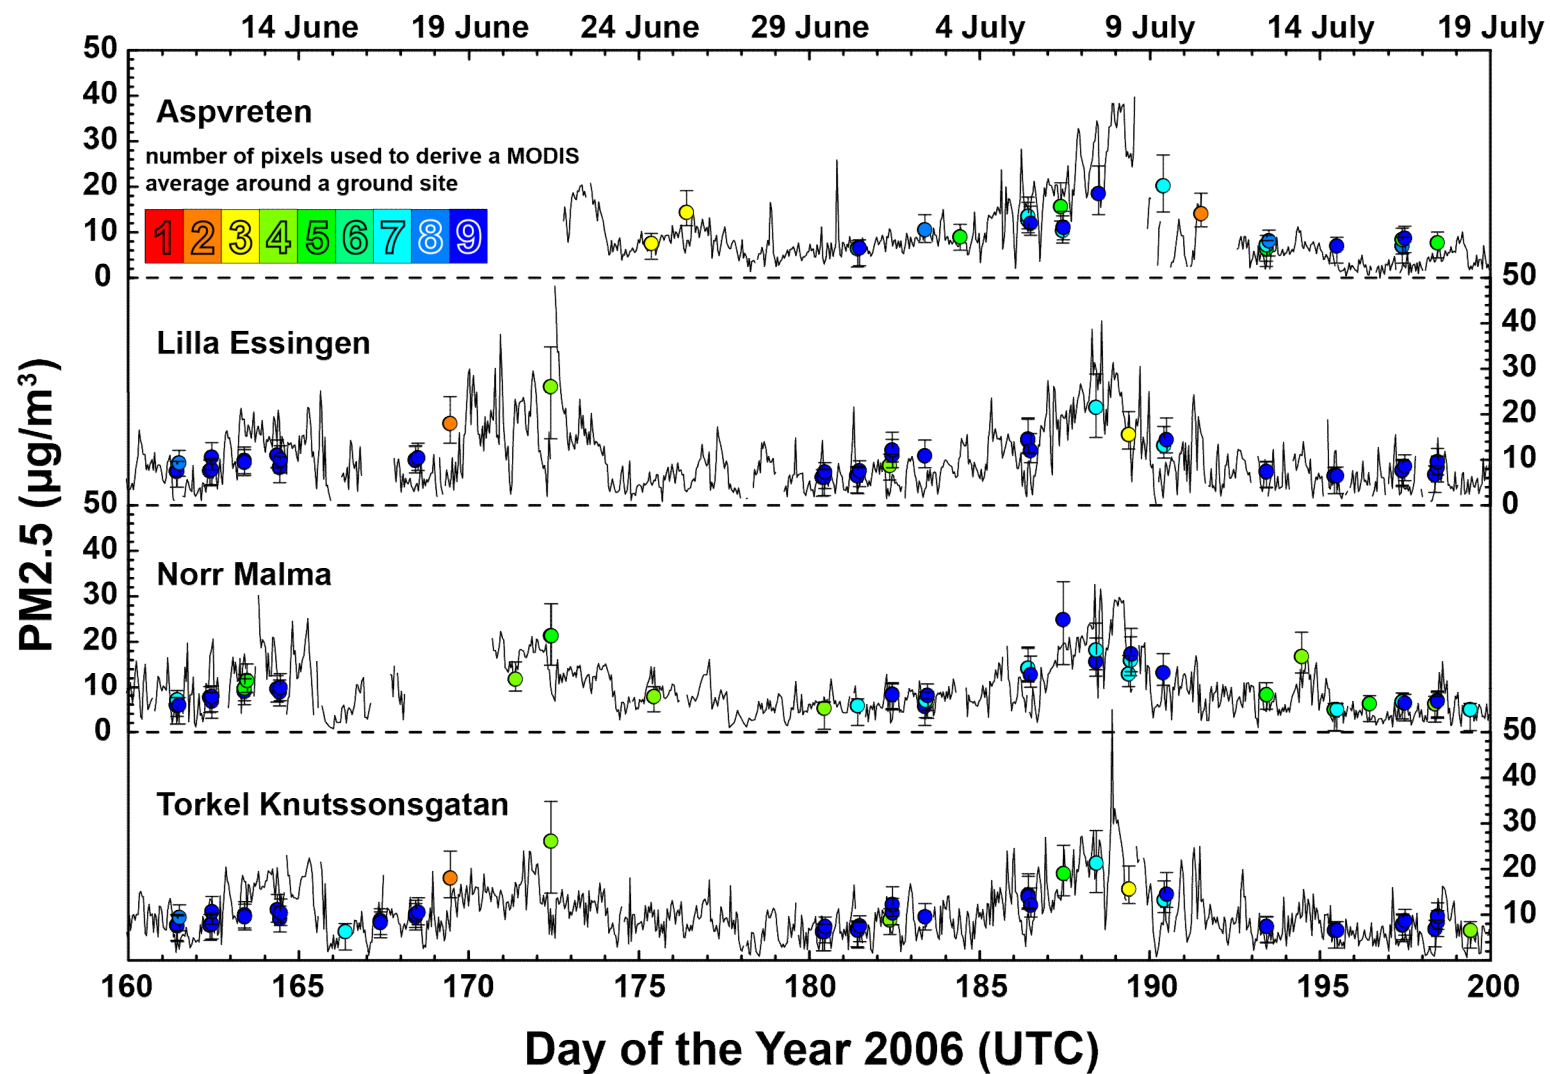 14 June 19 June 24 June 29 June 4 July 9 July 14 July 19 July
50
40
30
20
10
0
Aspvreten
number of pixels used to derive a MODIS
average around a ground site
1 2 3 4 5 6 7 8 9
50
40
30
20
10
0
Lilla Essingen
50
40
30
20
10
0
Norr Malma
50
40
30
20
10
Torkel Knutssonsgatan
PM2.5 (μg/m³)
160 165 170 175 180 185 190 195 200
Day of the Year 2006 (UTC)